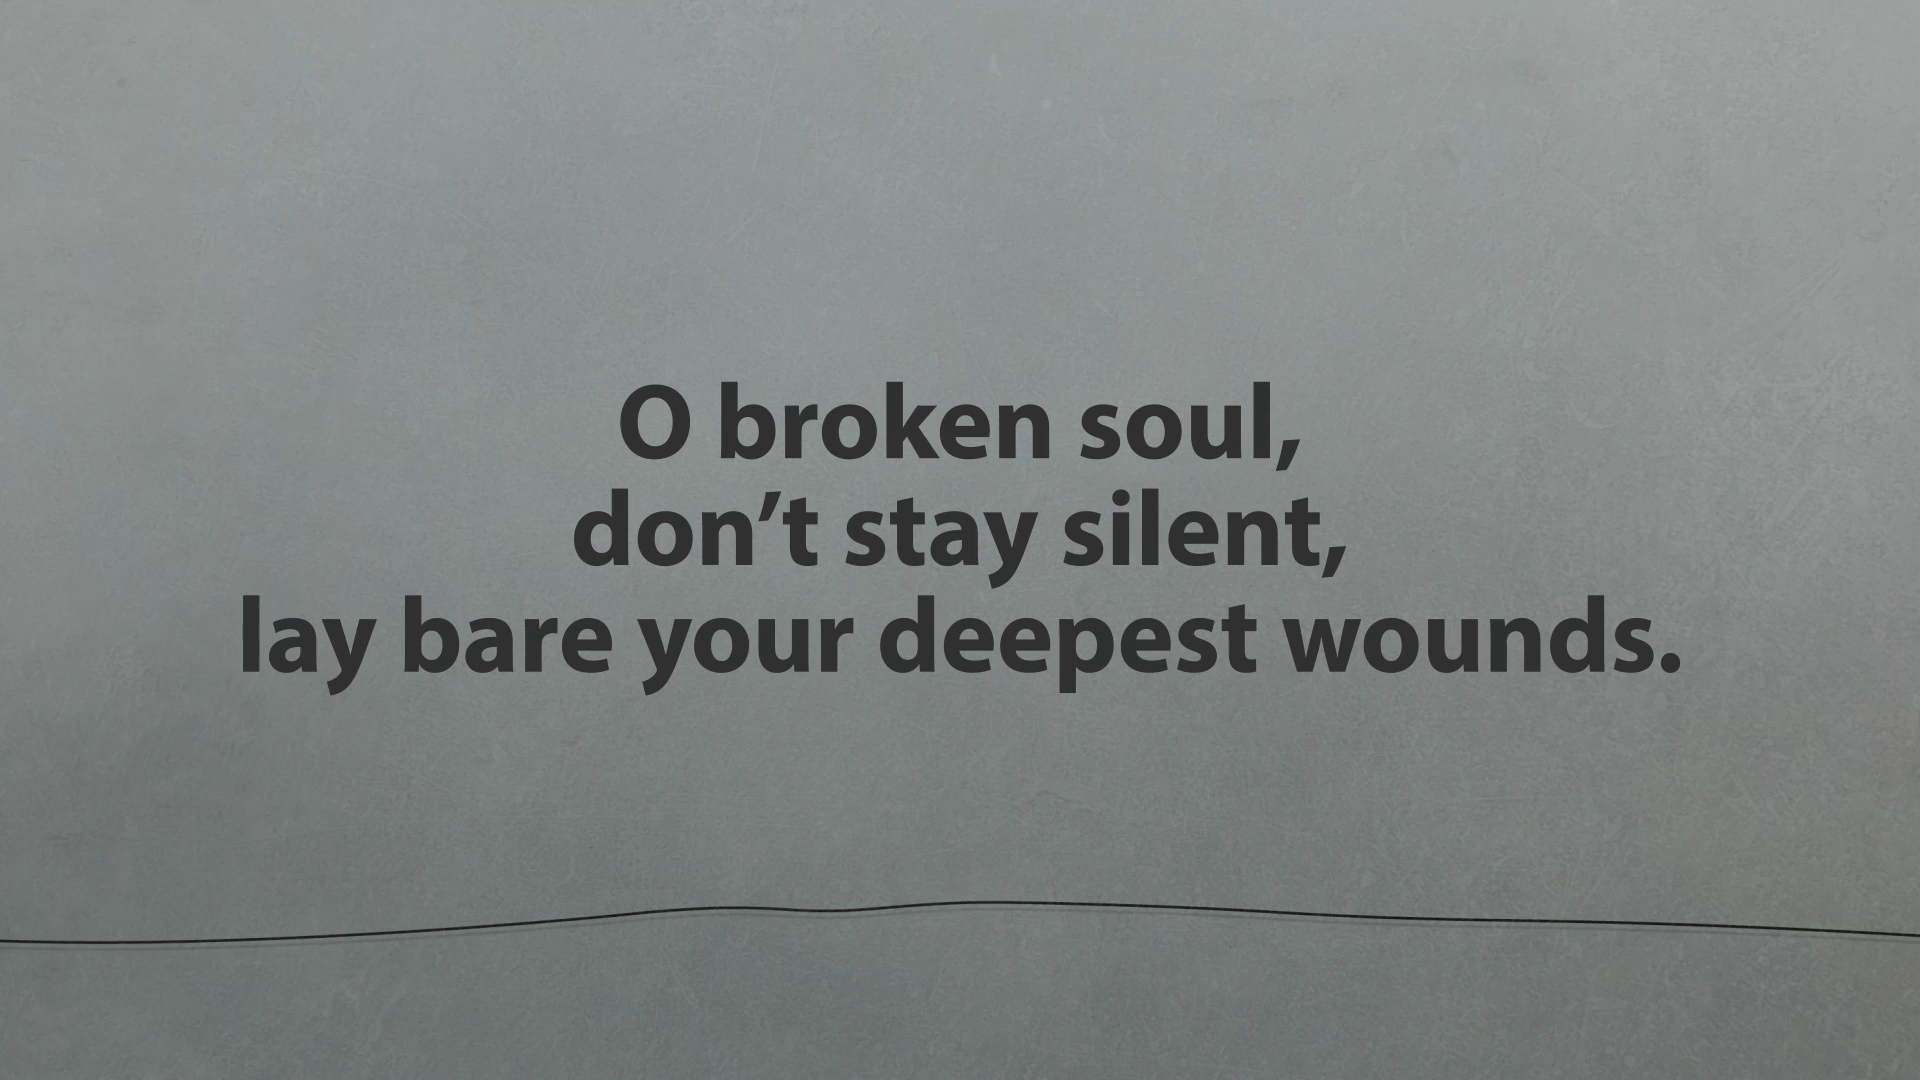 O broken soul,
don’t stay silent,
lay bare your deepest wounds.